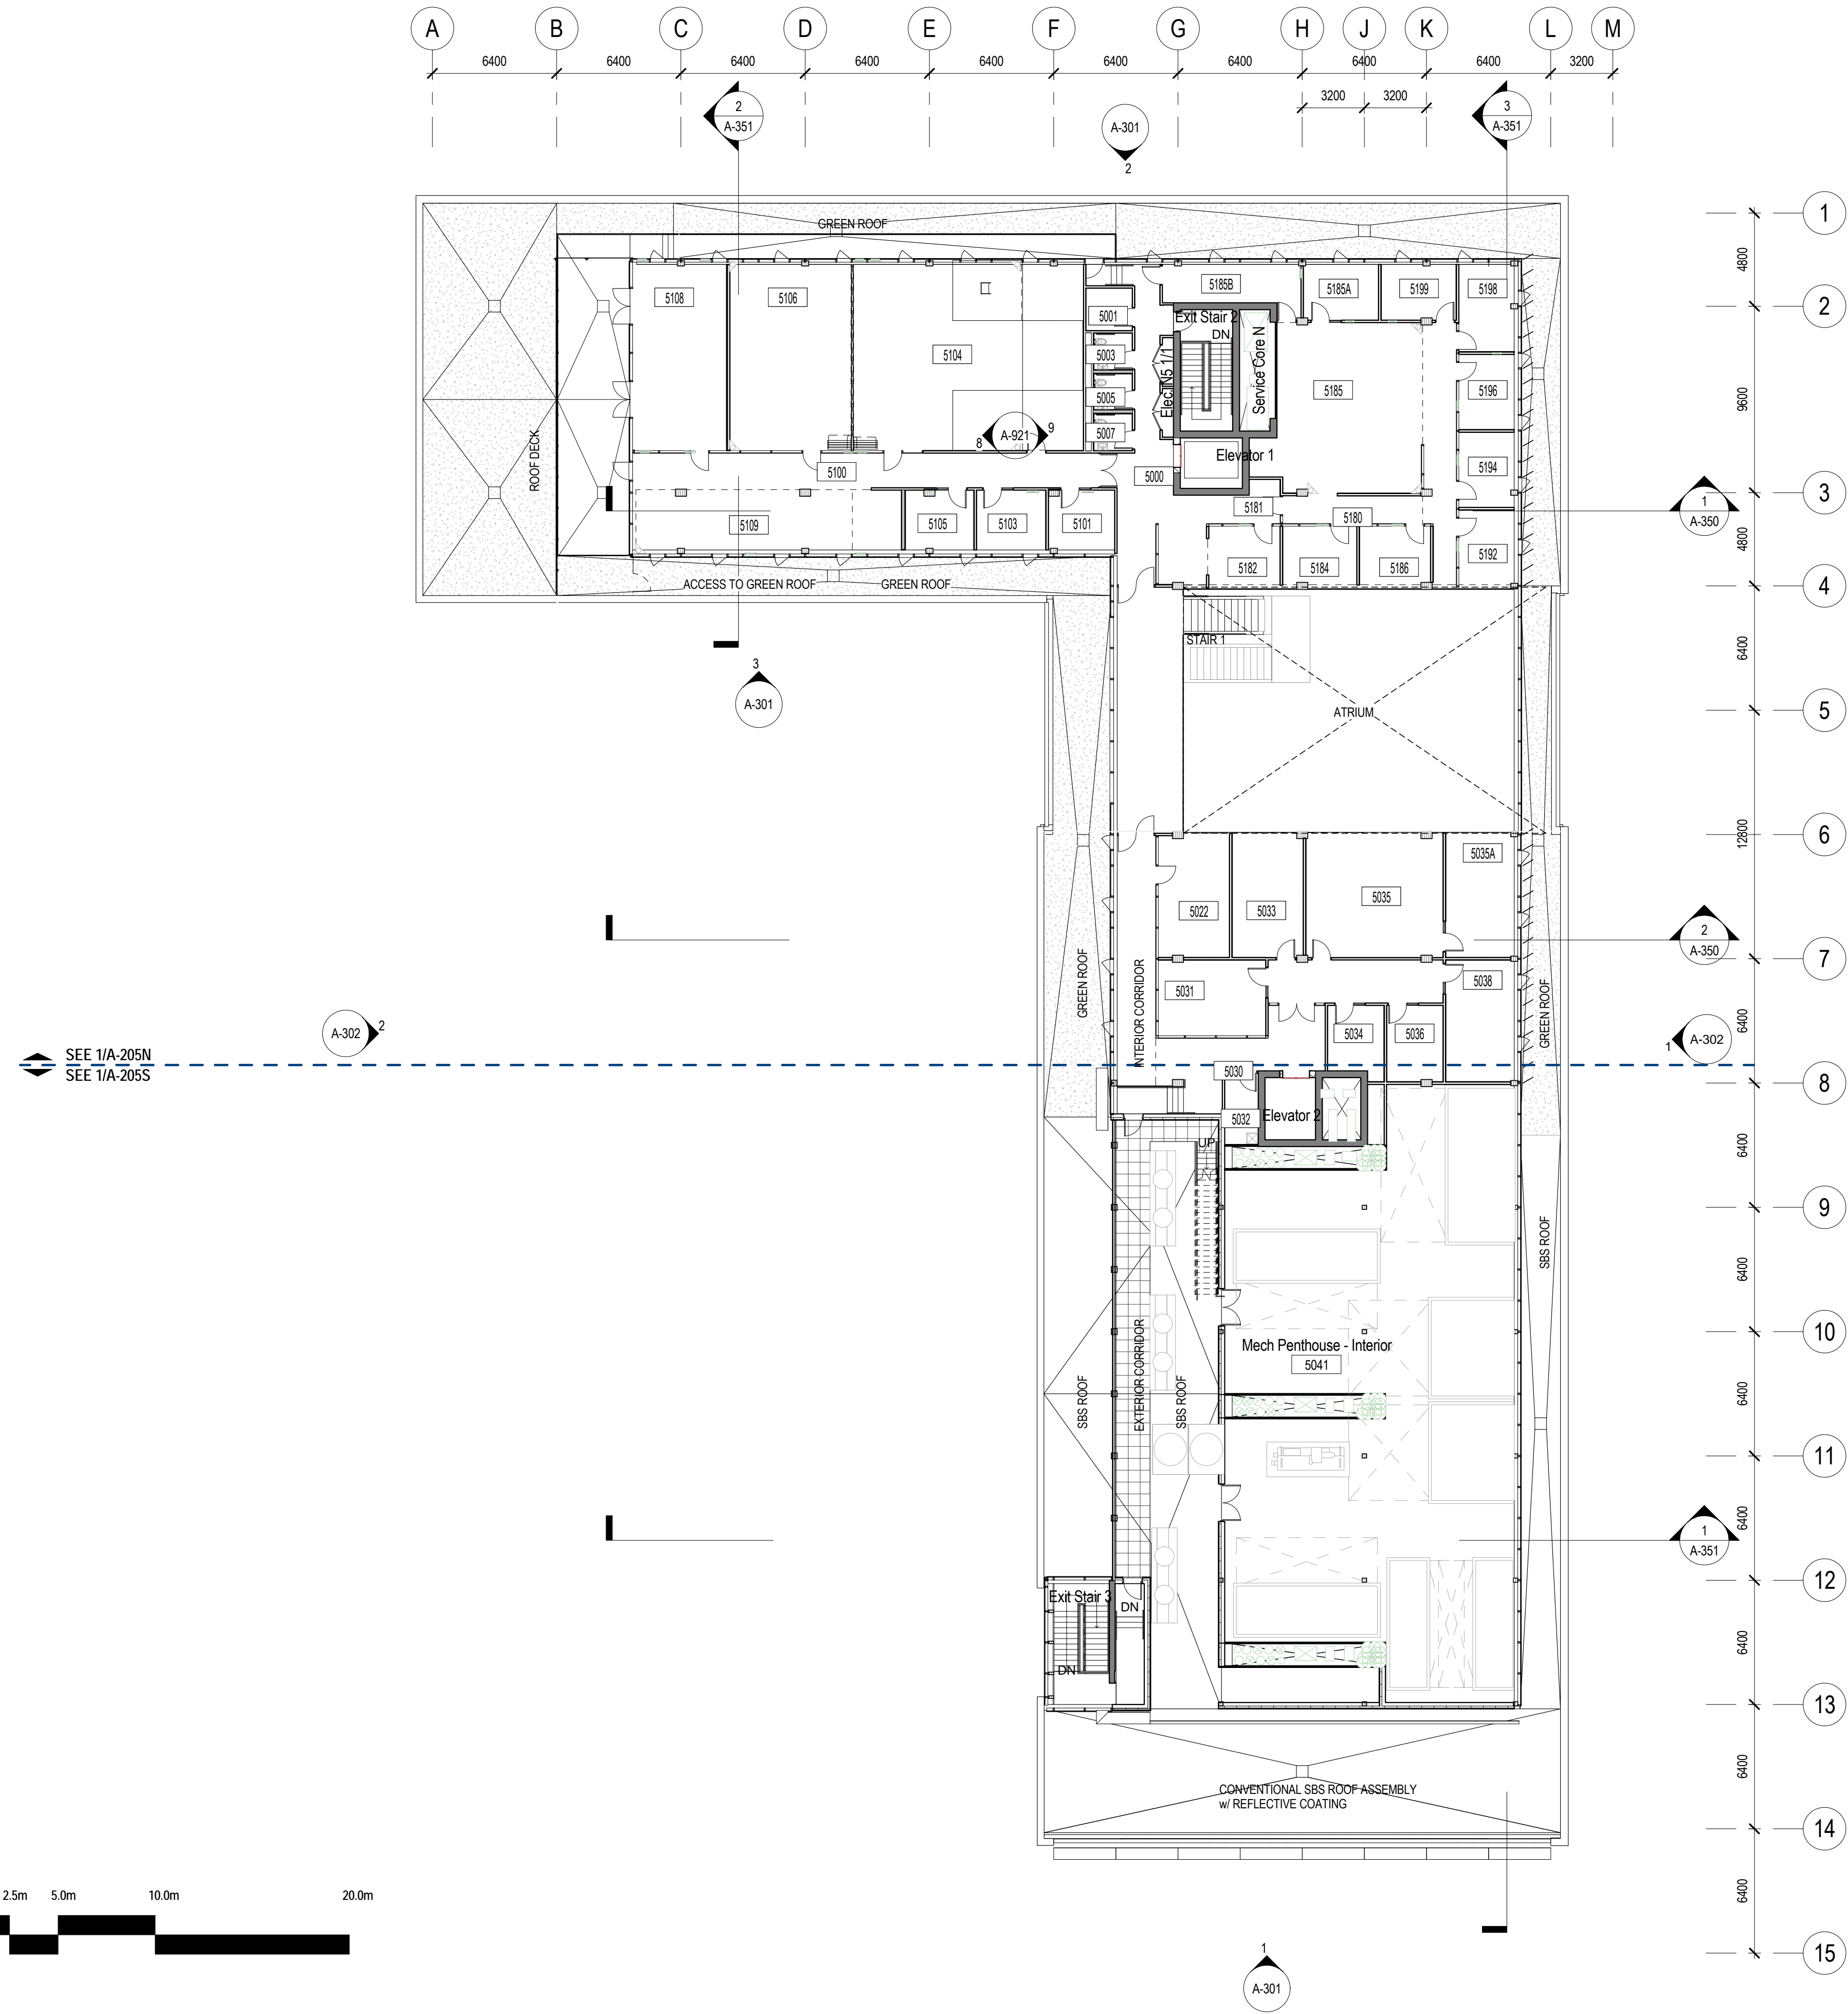 A B C D E F G H J K L M
6400 6400 6400 6400 6400 6400 6400 6400 6400 3200
3200 3200
2
A-351
A-301
2
3
A-351
1
GREEN ROOF
4800
5108
5106
5185B
5185A
5199
5198
2
5001
Exit Stair 2
DN
5104
5003
Service Core N
Elec N5 1/1
5185
5196
9600
5005
5007
8
A-921
9
ROOF DECK
Elevator 1
5194
5100
5000
3
5181
5180
1
A-350
5109
5105
5103
5101
5182
5184
5186
5192
4800
ACCESS TO GREEN ROOF
GREEN ROOF
4
STAIR 1
6400
3
A-301
ATRIUM
5
12800
6
5035A
5022
5033
5035
2
A-350
7
GREEN ROOF
INTERIOR CORRIDOR
5031
5038
GREEN ROOF
A-302
2
5034
5036
6400
1
A-302
SEE 1/A-205N
SEE 1/A-205S
5030
8
5032
Elevator 2
UP
6400
9
SBS ROOF
6400
10
EXTERIOR CORRIDOR
Mech Penthouse - Interior
5041
SBS ROOF
SBS ROOF
6400
11
6400
1
A-351
12
Exit Stair 3
DN
DN
6400
13
CONVENTIONAL SBS ROOF ASSEMBLY
w/ REFLECTIVE COATING
6400
14
6400
2.5m 5.0m 10.0m 20.0m
15
1
A-301